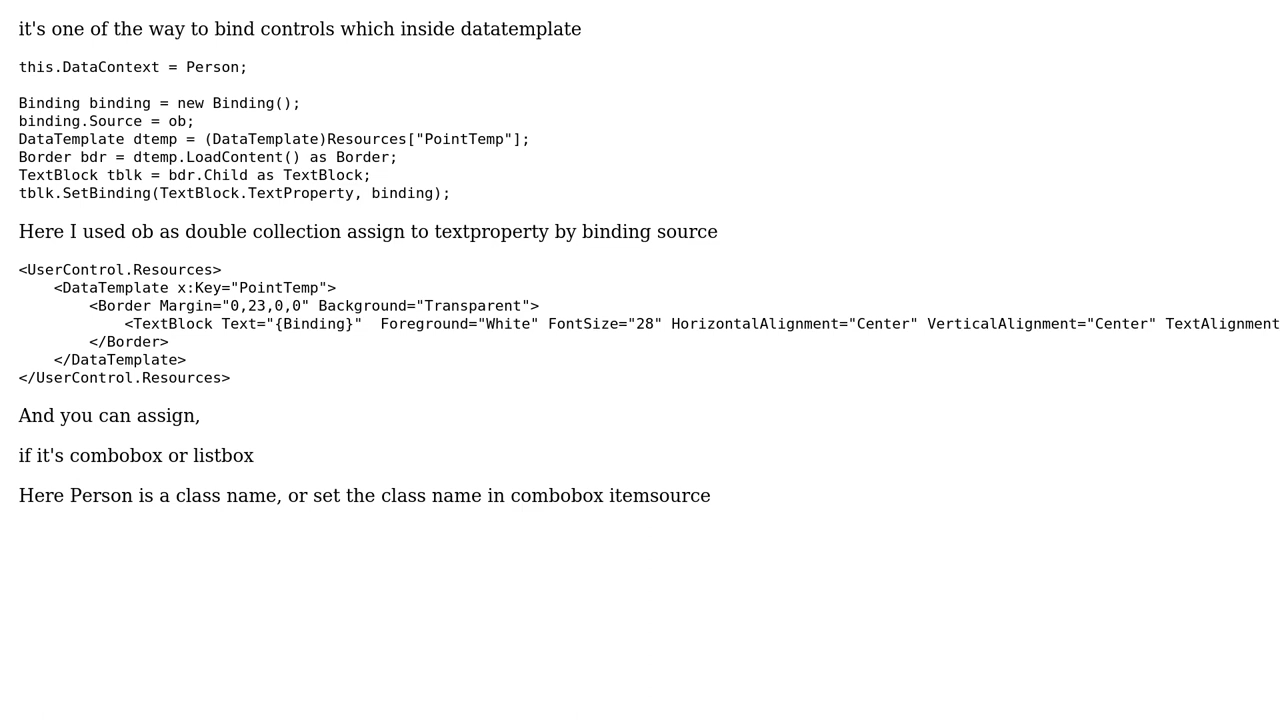 it's one of the way to bind controls which inside datatemplate
this.DataContext = Person;
Binding binding = new Binding();
binding.Source = ob;
DataTemplate dtemp = (DataTemplate)Resources["PointTemp"];
Border bdr = dtemp.LoadContent() as Border;
TextBlock tblk = bdr.Child as TextBlock;
tblk.SetBinding(TextBlock.TextProperty, binding);
Here I used ob as double collection assign to textproperty by binding source
<UserControl.Resources>
    <DataTemplate x:Key="PointTemp">
        <Border Margin="0,23,0,0" Background="Transparent">
            <TextBlock Text="{Binding}"  Foreground="White" FontSize="28" HorizontalAlignment="Center" VerticalAlignment="Center" TextAlignment
        </Border>
    </DataTemplate>
</UserControl.Resources>
And you can assign,
if it's combobox or listbox
Here Person is a class name, or set the class name in combobox itemsource